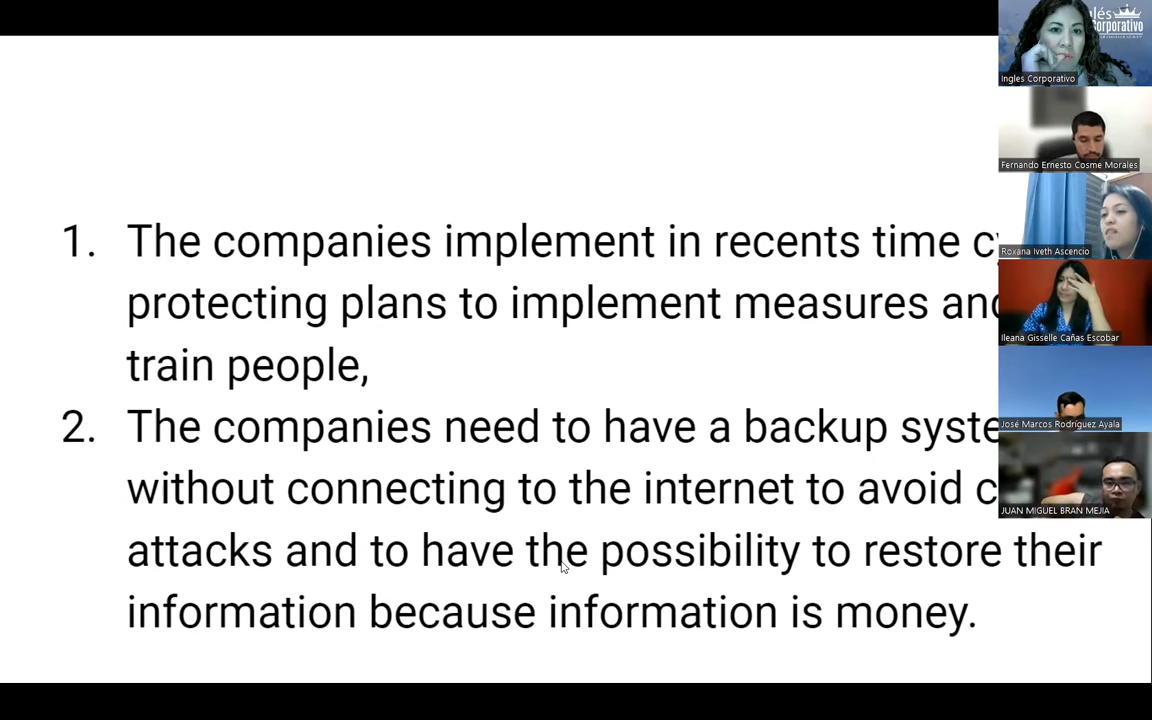 1. The companies implement in recents time
protecting plans to implement measures
train people,
2. The companies need to have a backup
without connecting to the internet to avoid
attacks and to have the possibility to restore their
information because information is money.
Corporativo
Ingles Corporativo
Fernando Ernesto Cosme Morales
Roxana Iveth Ascencio
Ileana Gisselle Cañas Escobar
José Marcos Rodríguez Ayala
JUAN MIGUEL BRAN MEJIA